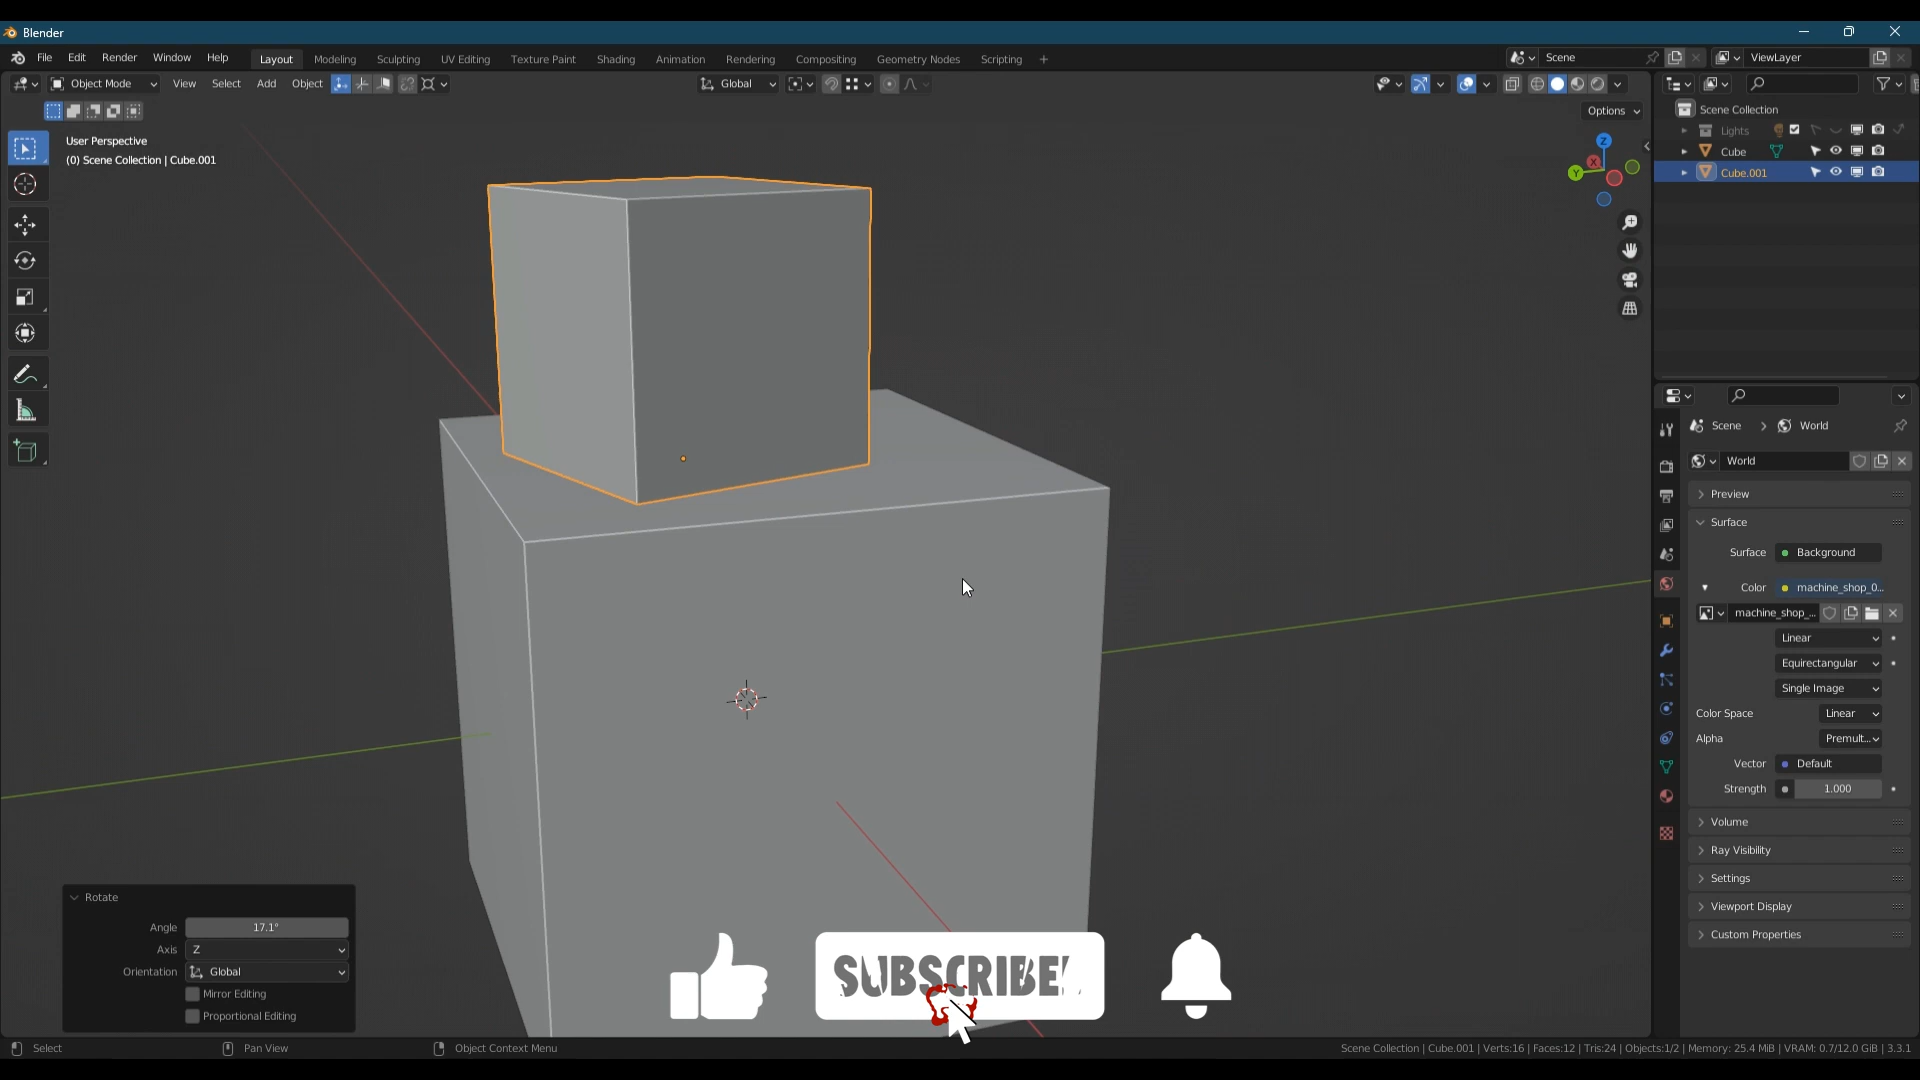 Blender
File Edit Render Window Help Layout Modeling Sculpting UV Editing Texture Paint Shading Animation Rendering Compositing Geometry Nodes Scripting + Scene ViewLayer
Object Mode View Select Add Object Global
Options
User Perspective
(0) Scene Collection | Cube.001
Z
X
Y
Scene Collection
Lights
Cube
Cube.001
Scene > World
World
Preview
Surface
Surface Background
Color machine_shop_0...
machine_shop_...
Linear
Equirectangular
Single Image
Color Space Linear
Alpha Premult...
Vector Default
Strength 1.000
Volume
Ray Visibility
Settings
Viewport Display
Custom Properties
Rotate
Angle 17.1°
Axis Z
Orientation Global
Mirror Editing
Proportional Editing
SUBSCRIBE!
Select Pan View Object Context Menu
Scene Collection | Cube.001 | Verts:16 | Faces:12 | Tris:24 | Objects:1/2 | Memory: 25.4 MiB | VRAM: 0.7/12.0 GiB | 3.3.1